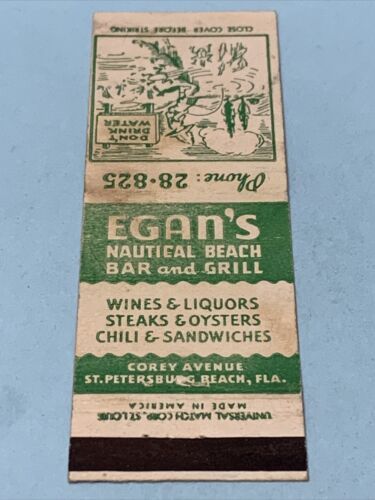 CLOSE COVER BEFORE STRIKING
DON'T
DRINK
WATER
Phone: 28·825
EGAN'S
NAUTICAL BEACH
BAR and GRILL
WINES & LIQUORS
STEAKS & OYSTERS
CHILI & SANDWICHES
COREY AVENUE
ST. PETERSBURG BEACH, FLA.
UNIVERSAL MATCH CORP., ST. LOUIS
MADE IN AMERICA